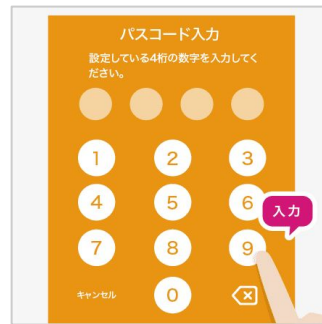 パスコード入力
設定している4桁の数字を入力してく
ださい。
1 2 3
4 5 6
入力
7 8 9
キャンセル 0